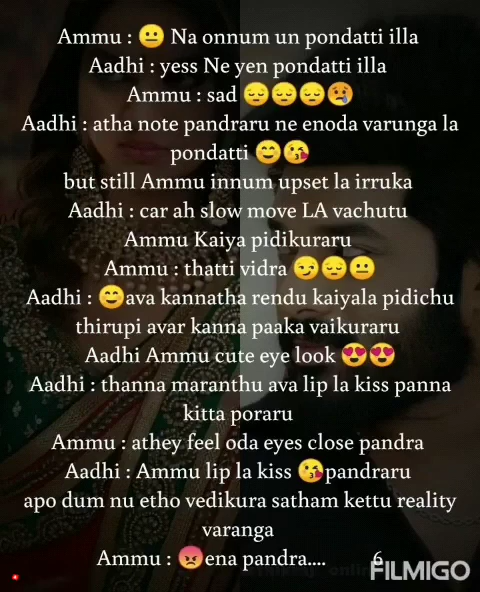 Ammu : 😐 Na onnum un pondatti illa
Aadhi : yess Ne yen pondatti illa
Ammu : sad 😔😔😔😢
Aadhi : atha note pandraru ne enoda varunga la
pondatti 😊😘
but still Ammu innum upset la irruka
Aadhi : car ah slow move LA vachutu
Ammu Kaiya pidikuraru
Ammu : thatti vidra 😏😔😐
Aadhi : 😊ava kannatha rendu kaiyala pidichu
thirupi avar kanna paaka vaikuraru
Aadhi Ammu cute eye look 😍😍
Aadhi : thanna maranthu ava lip la kiss panna
kitta poraru
Ammu : athey feel oda eyes close pandra
Aadhi : Ammu lip la kiss 😘pandraru
apo dum nu etho vedikura satham kettu reality
varanga
Ammu : 😡ena pandra.... 6
FILMIGO